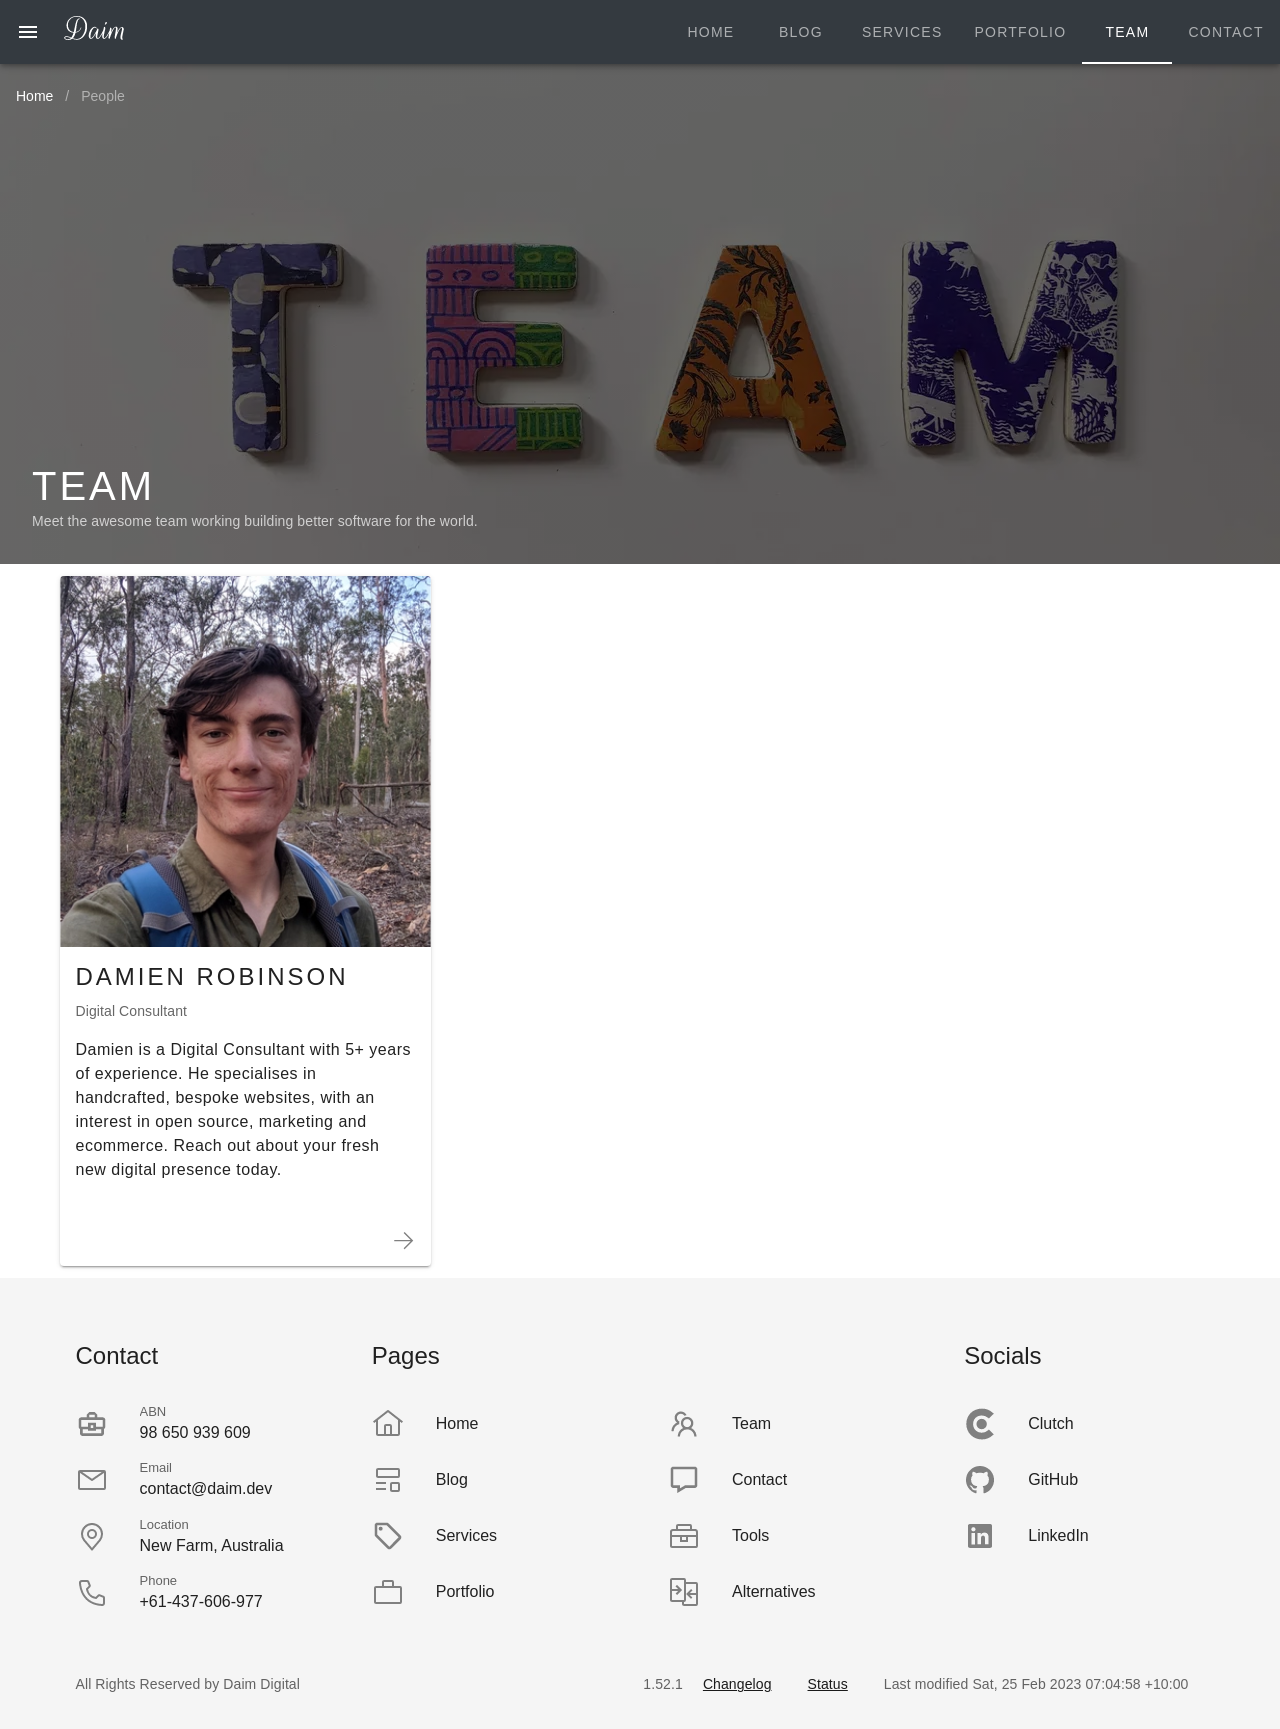 Daim
HOME
BLOG
SERVICES
PORTFOLIO
TEAM
CONTACT
Home / People
TEAM
TEAM
Meet the awesome team working building better software for the world.
DAMIEN ROBINSON
Digital Consultant
Damien is a Digital Consultant with 5+ years
of experience. He specialises in
handcrafted, bespoke websites, with an
interest in open source, marketing and
ecommerce. Reach out about your fresh
new digital presence today.
Contact
ABN
98 650 939 609
Email
contact@daim.dev
Location
New Farm, Australia
Phone
+61-437-606-977
Pages
Home
Blog
Services
Portfolio
Team
Contact
Tools
Alternatives
Socials
Clutch
GitHub
LinkedIn
All Rights Reserved by Daim Digital
1.52.1 Changelog Status Last modified Sat, 25 Feb 2023 07:04:58 +10:00